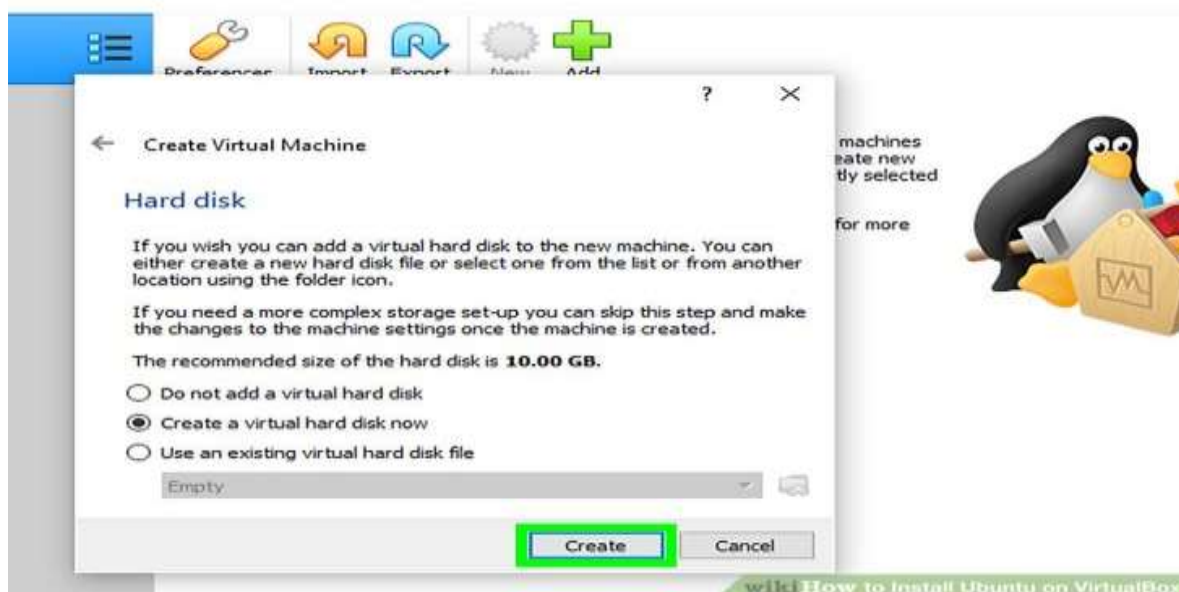 Preferences Import Export New Add
? ×
← Create Virtual Machine
machines
eate new
tly selected
for more
Hard disk
If you wish you can add a virtual hard disk to the new machine. You can
either create a new hard disk file or select one from the list or from another
location using the folder icon.
If you need a more complex storage set-up you can skip this step and make
the changes to the machine settings once the machine is created.
The recommended size of the hard disk is 10.00 GB.
Do not add a virtual hard disk
Create a virtual hard disk now
Use an existing virtual hard disk file
Empty
Create Cancel
wikiHow to Install Ubuntu on VirtualBox